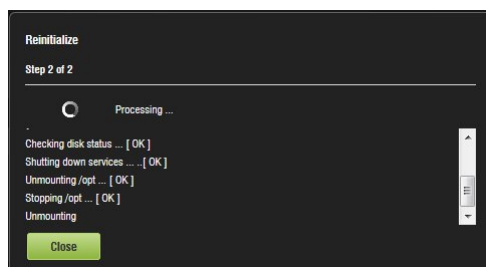 Reinitialize
Step 2 of 2
Processing ...
Checking disk status ... [ OK ]
Shutting down services ... ..[ OK ]
Unmounting /opt ... [ OK ]
Stopping /opt ... [ OK ]
Unmounting
Close